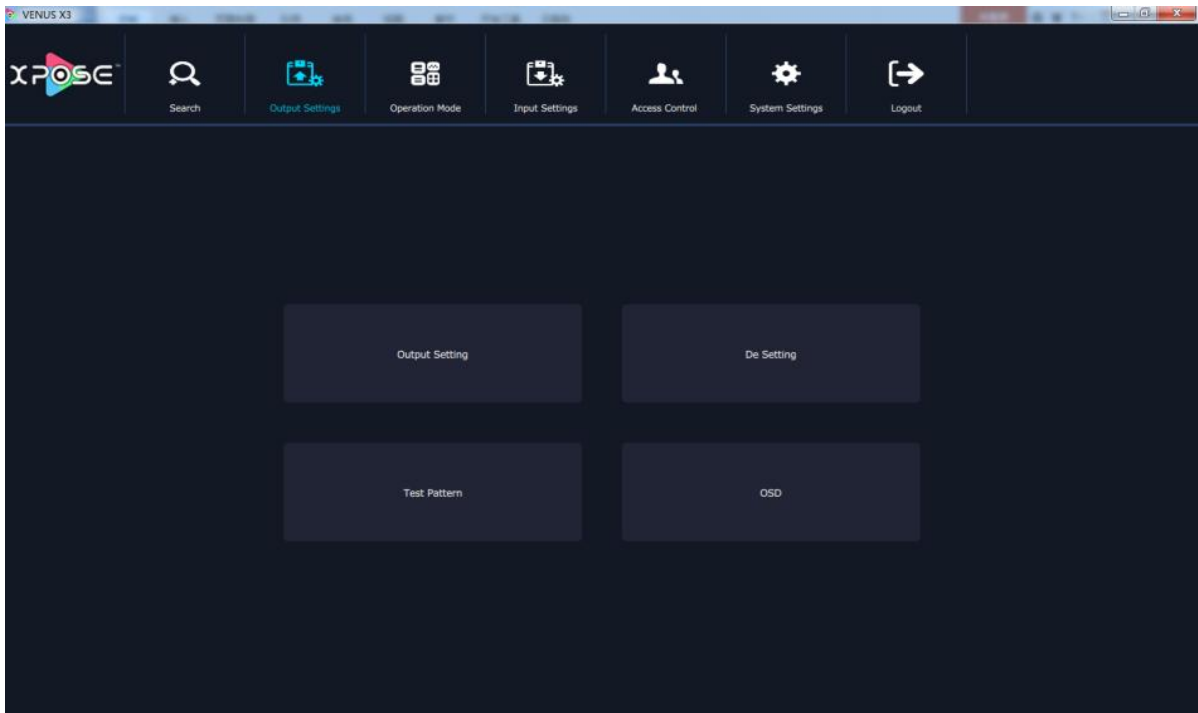 VENUS X3
XPOSE™
Search
Output Settings
Operation Mode
Input Settings
Access Control
System Settings
Logout
Output Setting
De Setting
Test Pattern
OSD